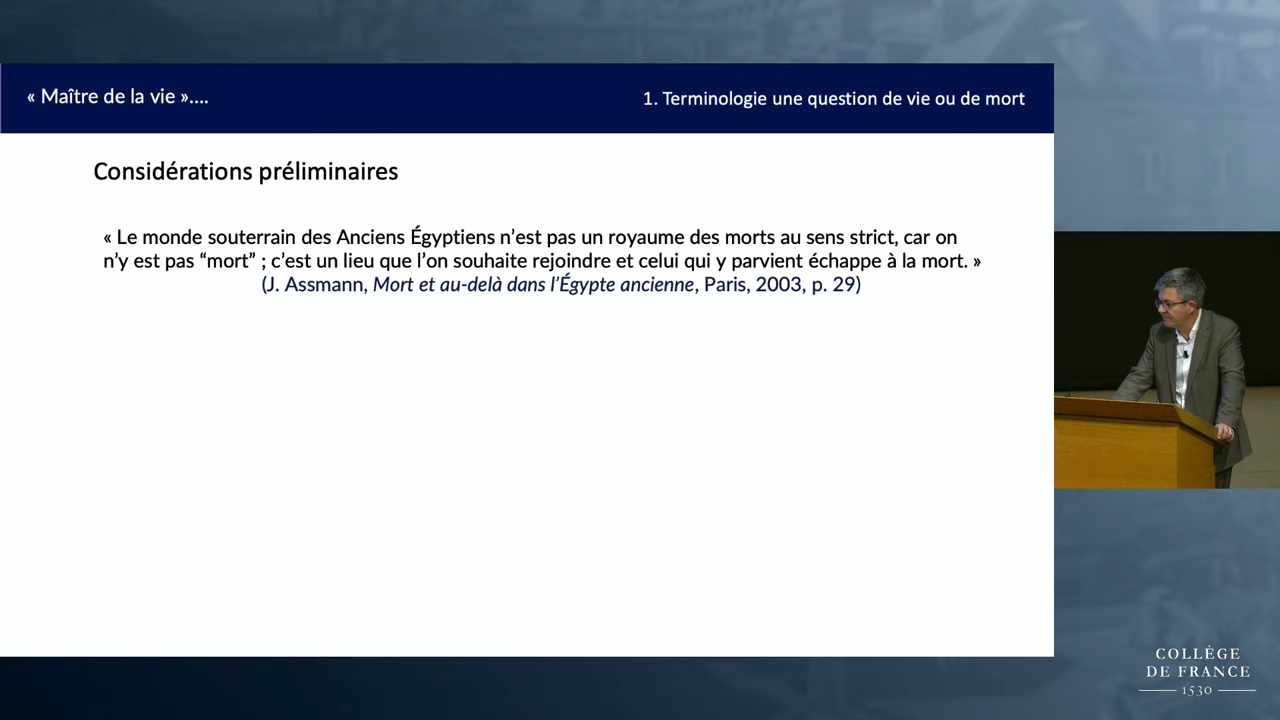 « Maître de la vie »....
1. Terminologie une question de vie ou de mort
Considérations préliminaires
« Le monde souterrain des Anciens Égyptiens n’est pas un royaume des morts au sens strict, car on
n’y est pas “mort” ; c’est un lieu que l’on souhaite rejoindre et celui qui y parvient échappe à la mort. »
(J. Assmann, Mort et au-delà dans l’Égypte ancienne, Paris, 2003, p. 29)
COLLÈGE
DE FRANCE
1530